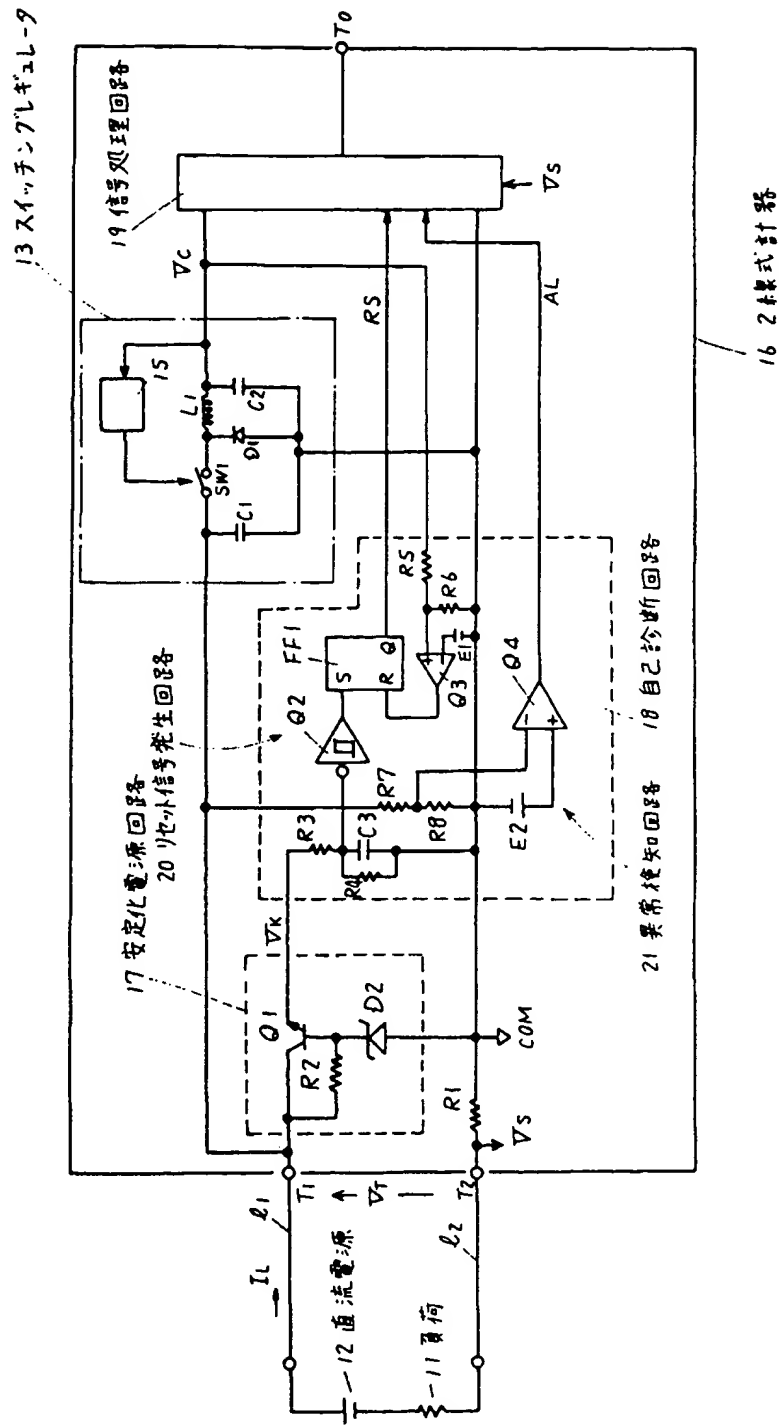 13 スイッチングレギュレータ
19 信号処理回路
T0
15
L1
SW1
C1
D1
C2
VC
VS
RS
AL
17 安定化電源回路
20 リセット信号発生回路
Q1
R2
D2
VK
R3
R4
C3
Q2
FF1
S
R
Q
R5
R6
+
-
E1
Q3
R7
R8
E2
-
+
Q4
18 自己診断回路
21 異常検知回路
16 2線式計器
IL
l1
T1
VT
T2
l2
R1
VS
COM
12 直流電源
11 負荷